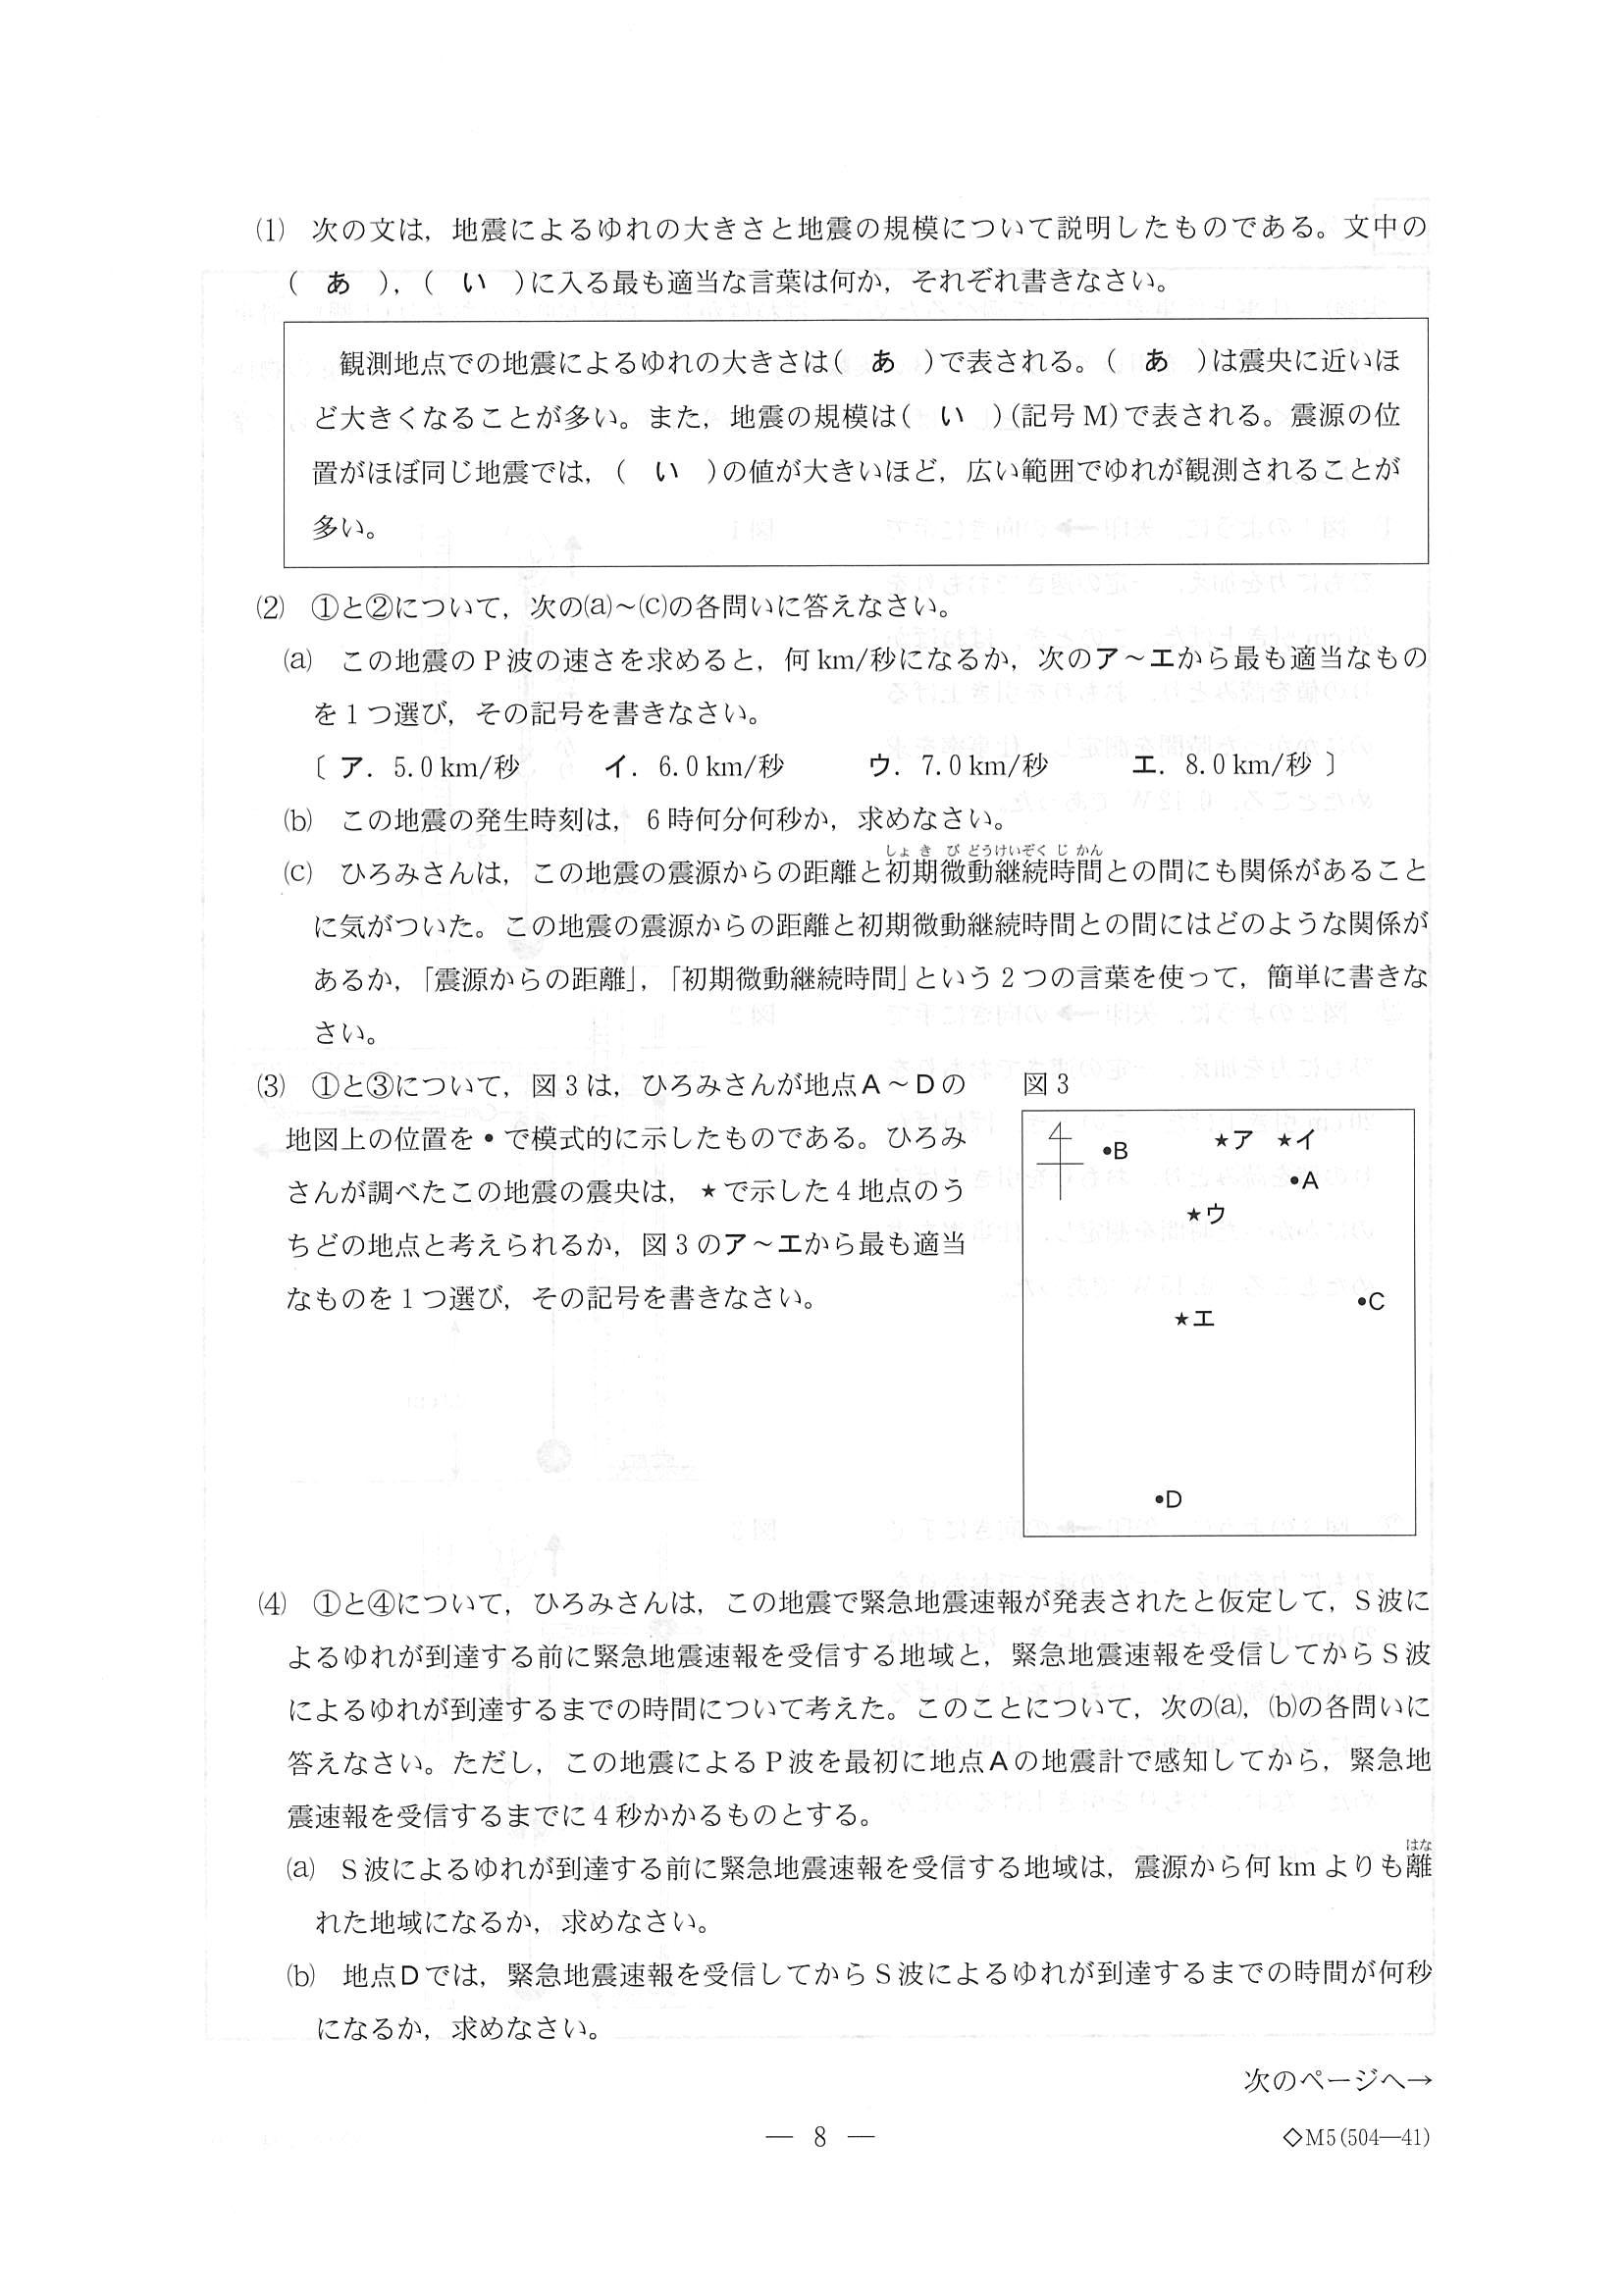 ⑴ 次の文は，地震によるゆれの大きさと地震の規模について説明したものである。文中の
( あ )，( い )に入る最も適当な言葉は何か，それぞれ書きなさい。
観測地点での地震によるゆれの大きさは( あ )で表される。( あ )は震央に近いほ
ど大きくなることが多い。また，地震の規模は( い )(記号M)で表される。震源の位
置がほぼ同じ地震では，( い )の値が大きいほど，広い範囲でゆれが観測されることが
多い。
⑵ ①と②について，次の⒜～⒞の各問いに答えなさい。
⒜ この地震のP波の速さを求めると，何km/秒になるか，次のア～エから最も適当なもの
を1つ選び，その記号を書きなさい。
〔 ア．5.0 km/秒 イ．6.0 km/秒 ウ．7.0 km/秒 エ．8.0 km/秒 〕
⒝ この地震の発生時刻は，6時何分何秒か，求めなさい。
しょ き び どうけいぞく じ かん
⒞ ひろみさんは，この地震の震源からの距離と初期微動継続時間との間にも関係があること
に気がついた。この地震の震源からの距離と初期微動継続時間との間にはどのような関係が
あるか，「震源からの距離」，「初期微動継続時間」という2つの言葉を使って，簡単に書きな
さい。
⑶ ①と③について，図3は，ひろみさんが地点A～Dの
地図上の位置を•で模式的に示したものである。ひろみ
さんが調べたこの地震の震央は，★で示した4地点のう
ちどの地点と考えられるか，図3のア～エから最も適当
なものを1つ選び，その記号を書きなさい。
図3
•B ★ア ★イ
•A
★ウ
•C
★エ
•D
⑷ ①と④について，ひろみさんは，この地震で緊急地震速報が発表されたと仮定して，S波に
よるゆれが到達する前に緊急地震速報を受信する地域と，緊急地震速報を受信してからS波
によるゆれが到達するまでの時間について考えた。このことについて，次の⒜，⒝の各問いに
答えなさい。ただし，この地震によるP波を最初に地点Aの地震計で感知してから，緊急地
震速報を受信するまでに4秒かかるものとする。
はな
⒜ S波によるゆれが到達する前に緊急地震速報を受信する地域は，震源から何kmよりも離
れた地域になるか，求めなさい。
⒝ 地点Dでは，緊急地震速報を受信してからS波によるゆれが到達するまでの時間が何秒
になるか，求めなさい。
次のページへ→
— 8 —
◇M5(504—41)